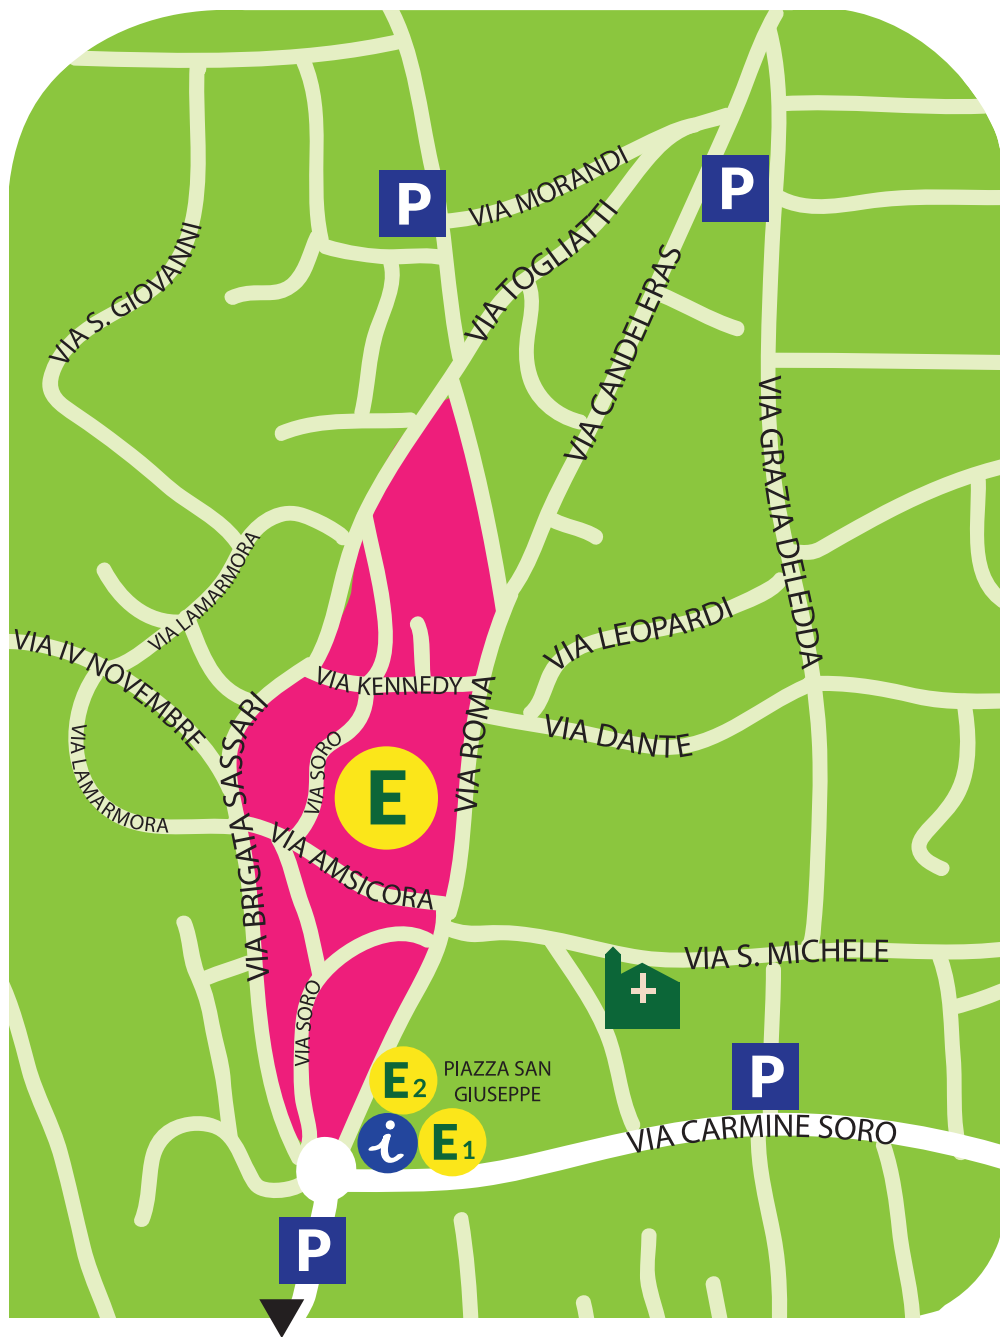 P
P
VIA MORANDI
VIA TOGLIATTI
VIA S. GIOVANNI
VIA CANDELERAS
VIA GRAZIA DELEDDA
VIA LAMARMORA
VIA LEOPARDI
VIA IV NOVEMBRE
VIA KENNEDY
VIA BRIGATA SASSARI
VIA ROMA
VIA DANTE
VIA LAMARMORA
VIA SORO
E
VIA AMSICORA
VIA S. MICHELE
VIA SORO
E2
PIAZZA SAN
GIUSEPPE
P
i
E1
VIA CARMINE SORO
P